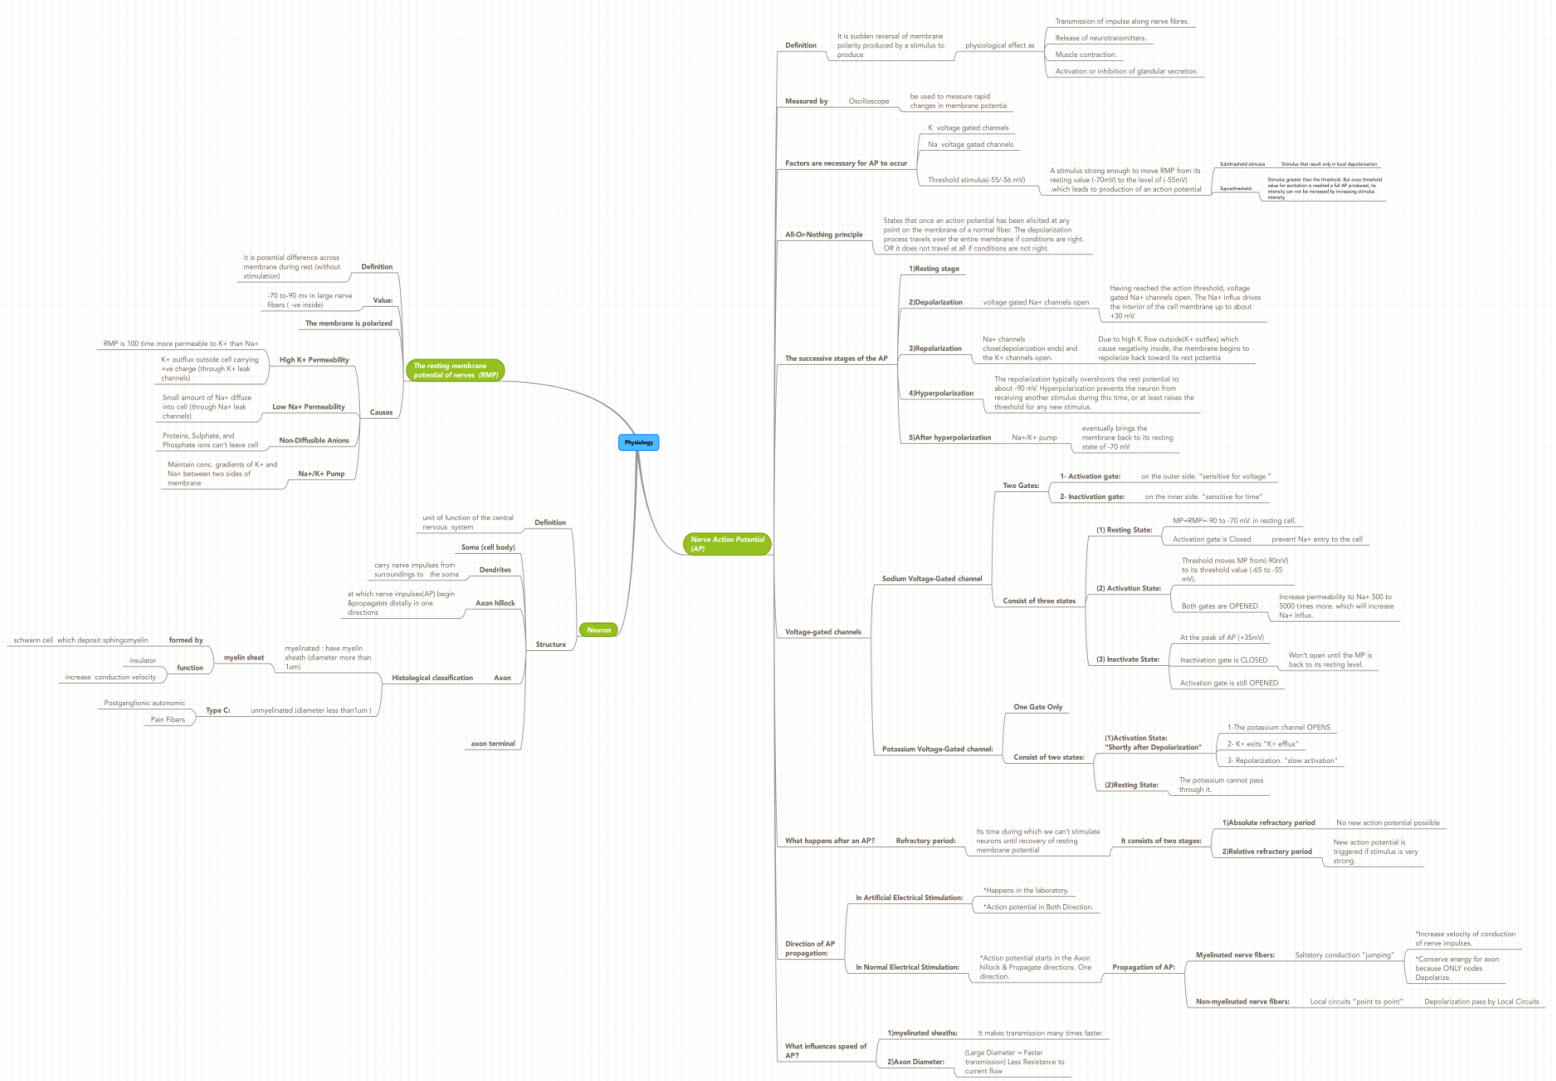 Physiology
The resting membrane
potential of nerves (RMP)
Definition
it is potential difference across
membrane during rest (without
stimulation)
Value:
-70 to-90 mv in large nerve
fibers ( -ve inside)
The membrane is polarized
Causes
High K+ Permeability
RMP is 100 time more permeable to K+ than Na+
K+ outflux outside cell carrying
+ve charge (through K+ leak
channels)
Low Na+ Permeability
Small amount of Na+ diffuse
into cell (through Na+ leak
channels)
Non-Diffusible Anions
Proteins, Sulphate, and
Phosphate ions can't leave cell
Na+/K+ Pump
Maintain conc. gradients of K+ and
Na+ between two sides of
membrane
Neuron
Definition
unit of function of the central
nervous system
Structure
Soma (cell body)
Dendrites
carry nerve impulses from
surroundings to the soma
Axon hillock
at which nerve impulses(AP) begin
&propagates distally in one
directions
Axon
Histological classification
myelinated : have myelin
sheath (diameter more than
1um)
myelin sheat
formed by
schwann cell which deposit sphingomyelin
function
insulator
increase conduction velocity
unmyelinated (diameter less than1um )
Type C:
Postganglionic autonomic
Pain Fibers
axon terminal
Nerve Action Potential
(AP)
Definition
It is sudden reversal of membrane
polarity produced by a stimulus to
produce
physiological effect as
Transmission of impulse along nerve fibres.
Release of neurotransmitters.
Muscle contraction.
Activation or inhibition of glandular secretion.
Measured by
Oscilloscope
be used to measure rapid
changes in membrane potentia
Factors are necessary for AP to occur
K voltage gated channels
Na voltage gated channels
Threshold stimulus(-55/-56 mV)
A stimulus strong enough to move RMP from its
resting value (-70mV) to the level of (-55mV)
.which leads to production of an action potential
Subthreshold stimulus
Stimulus that result only in local depolarization
Suprathreshold
Stimulus greater than the threshold. But once threshold
value for excitation is reached a full AP produced, its
intensity can not be increased by increasing stimulus
intensity
All-Or-Nothing principle
States that once an action potential has been elicited at any
point on the membrane of a normal fiber. The depolarization
process travels over the entire membrane if conditions are right.
OR it does not travel at all if conditions are not right.
The successive stages of the AP
1)Resting stage
2)Depolarization
voltage gated Na+ channels open
Having reached the action threshold, voltage
gated Na+ channels open. The Na+ influx drives
the interior of the cell membrane up to about
+30 mV.
3)Repolarization
Na+ channels
close(depolarization ends) and
the K+ channels open.
Due to high K flow outside(K+ outflex) which
cause negativity inside, the membrane begins to
repolarize back toward its rest potentia
4)Hyperpolarization
The repolarization typically overshoots the rest potential to
about -90 mV. Hyperpolarization prevents the neuron from
receiving another stimulus during this time, or at least raises the
threshold for any new stimulus.
5)After hyperpolarization
Na+/K+ pump
eventually brings the
membrane back to its resting
state of -70 mV
Voltage-gated channels
Sodium Voltage-Gated channel
Two Gates:
1- Activation gate:
on the outer side. "sensitive for voltage."
2- Inactivation gate:
on the inner side. "sensitive for time"
Consist of three states
(1) Resting State:
MP=RMP=-90 to -70 mV. in resting cell.
Activation gate is Closed
prevent Na+ entry to the cell
(2) Activation State:
Threshold moves MP from(-90mV)
to its threshold value (-65 to -55
mV).
Both gates are OPENED
Increase permeability to Na+ 500 to
5000 times more. which will increase
Na+ Influx.
(3) Inactivate State:
At the peak of AP (+35mV)
Inactivation gate is CLOSED
Won't open until the MP is
back to its resting level.
Activation gate is still OPENED
Potassium Voltage-Gated channel:
One Gate Only
Consist of two states:
(1)Activation State:
"Shortly after Depolarization"
1-The potassium channel OPENS
2- K+ exits "K+ efflux"
3- Repolarization. "slow activation"
(2)Resting State:
The potassium cannot pass
through it.
What happens after an AP?
Refractory period:
Its time during which we can't stimulate
neurons until recovery of resting
membrane potential
It consists of two stages:
1)Absolute refractory period
No new action potential possible
2)Relative refractory period
New action potential is
triggered if stimulus is very
strong.
Direction of AP
propagation:
In Artificial Electrical Stimulation:
*Happens in the laboratory.
*Action potential in Both Direction.
In Normal Electrical Stimulation:
*Action potential starts in the Axon
hillock & Propagate directions. One
direction.
Propagation of AP:
Myelinated nerve fibers:
Saltatory conduction "jumping"
*Increase velocity of conduction
of nerve impulses.
*Conserve energy for axon
because ONLY nodes
Depolarize.
Non-myelinated nerve fibers:
Local circuits "point to point"
Depolarization pass by Local Circuits
What influences speed of
AP?
1)myelinated sheaths:
It makes transmission many times faster.
2)Axon Diameter:
(Large Diameter = Faster
transmission) Less Resistance to
current flow